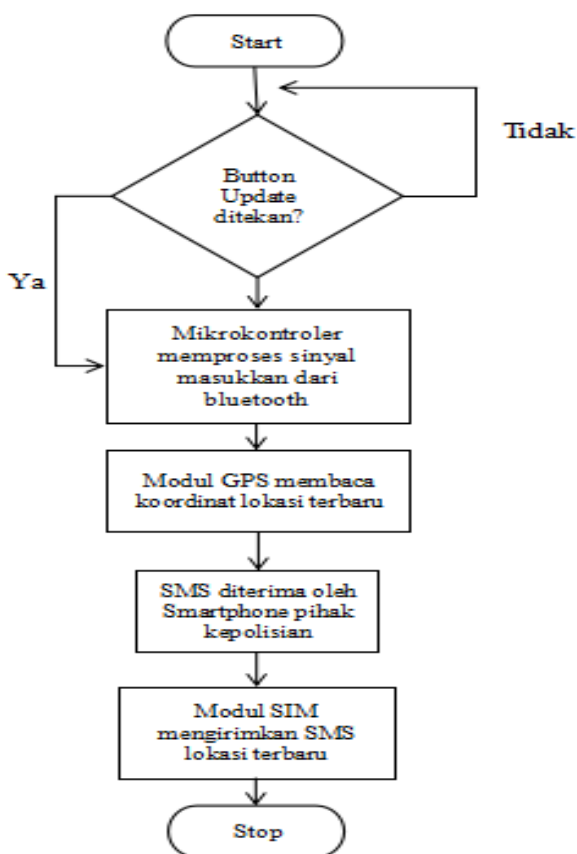 Start
Tidak
Button
Update
ditekan?
Ya
Mikrokontroler
memproses sinyal
masukkan dari
bluetooth
Modul GPS membaca
koordinat lokasi terbaru
SMS diterima oleh
Smartphone pihak
kepolisian
Modul SIM
mengirimkan SMS
lokasi terbaru
Stop